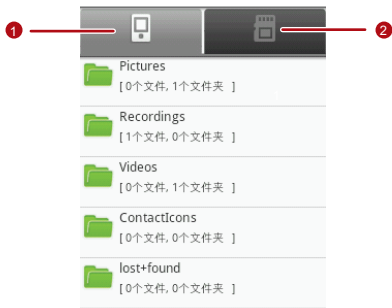 1
2
Pictures
[ 0个文件, 1个文件夹 ]
Recordings
[ 1个文件, 0个文件夹 ]
Videos
[ 0个文件, 1个文件夹 ]
ContactIcons
[ 0个文件, 0个文件夹 ]
lost+found
[ 0个文件, 0个文件夹 ]